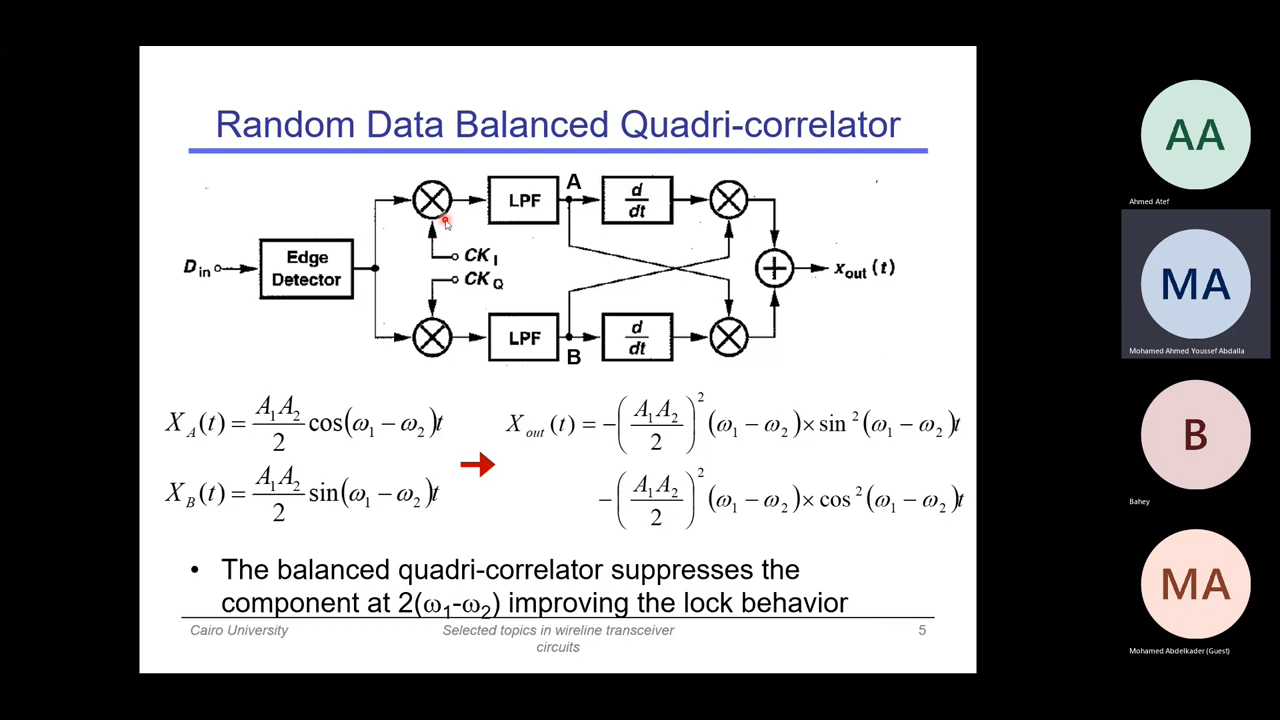 Random Data Balanced Quadri-correlator
A
LPF
d
dt
Edge
Detector
D_in
CK_I
CK_Q
x_out (t)
LPF
d
dt
B
X_A(t) = A_1A_2/2 cos(ω_1 − ω_2)t
X_B(t) = A_1A_2/2 sin(ω_1 − ω_2)t
X_out(t) = −(A_1A_2/2)^2 (ω_1 − ω_2) × sin^2(ω_1 − ω_2)t
−(A_1A_2/2)^2 (ω_1 − ω_2) × cos^2(ω_1 − ω_2)t
• The balanced quadri-correlator suppresses the
component at 2(ω_1-ω_2) improving the lock behavior
Cairo University
Selected topics in wireline transceiver
circuits
5
AA
Ahmed Atef
MA
Mohamed Ahmed Youssef Abdalla
B
Bahey
MA
Mohamed Abdelkader (Guest)